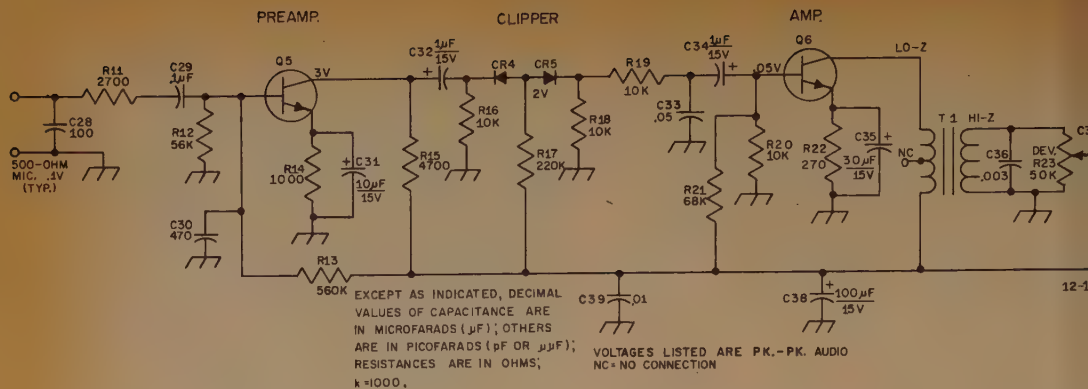 PREAMP.
CLIPPER
AMP.
R11
2700
C29
.1µF
C28
100
500-OHM
MIC. .1V
(TYP.)
R12
56K
C30
470
Q5
3V
R14
1000
C31
10µF
15V
R13
560K
R15
4700
C32
1µF
15V
+
CR4
CR5
2V
R16
10K
R17
220K
R18
10K
R19
10K
C33
.05
C34
1µF
15V
+
.05V
R20
10K
R21
68K
Q6
R22
270
C35
30µF
15V
+
LO-Z
NC
T1
HI-Z
C36
.003
DEV.
R23
50K
C3
C39
.01
C38
+
100µF
15V
12-1
EXCEPT AS INDICATED, DECIMAL
VALUES OF CAPACITANCE ARE
IN MICROFARADS (µF); OTHERS
ARE IN PICOFARADS (pF OR µµF);
RESISTANCES ARE IN OHMS;
k=1000.
VOLTAGES LISTED ARE PK.-PK. AUDIO
NC= NO CONNECTION